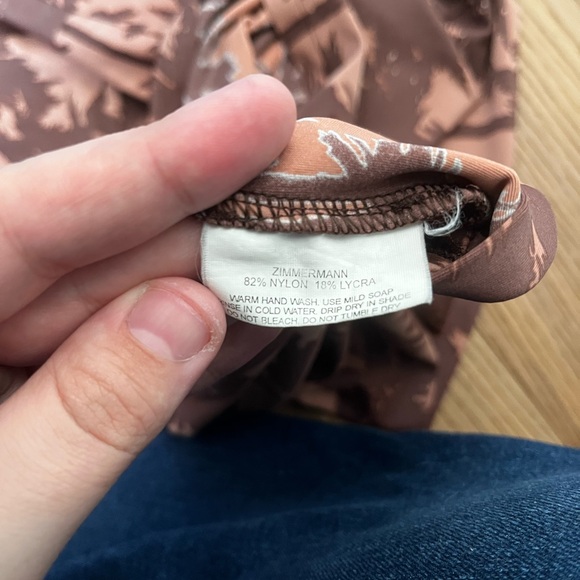 ZIMMERMANN
82% NYLON 18% LYCRA
WARM HAND WASH. USE MILD SOAP
NSE IN COLD WATER. DRIP DRY IN SHADE
DO NOT BLEACH. DO NOT TUMBLE DRY